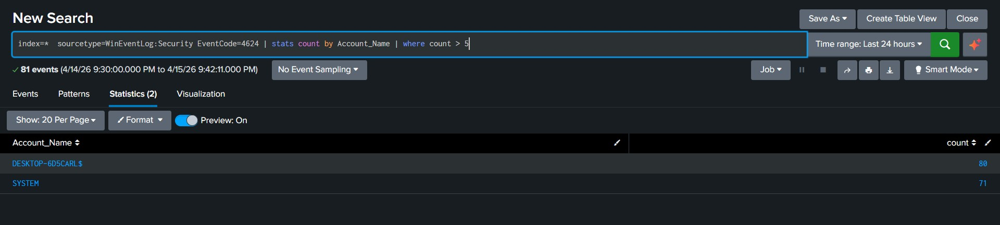 New Search
Save As
Create Table View
Close
index=*  sourcetype=WinEventLog:Security EventCode=4624 | stats count by Account_Name | where count > 5
Time range: Last 24 hours
81 events (4/14/26 9:30:00.000 PM to 4/15/26 9:42:11.000 PM)
No Event Sampling
Job
Smart Mode
Events
Patterns
Statistics (2)
Visualization
Show: 20 Per Page
Format
Preview: On
Account_Name
count
DESKTOP-6D5CARL$
80
SYSTEM
71